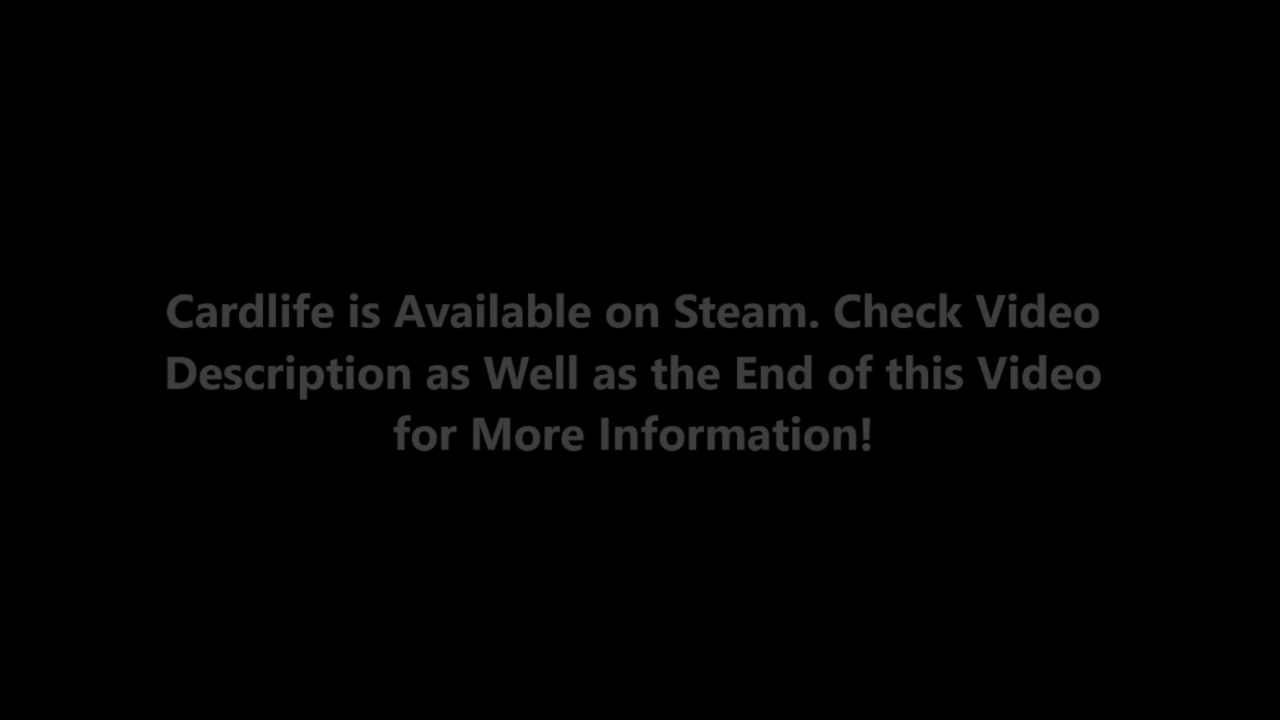 Cardlife is Available on Steam. Check Video
Description as Well as the End of this Video
for More Information!